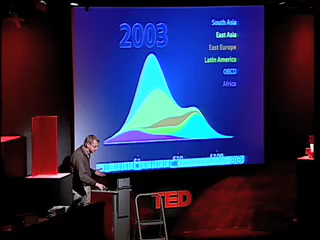 2003
South Asia
East Asia
East Europe
Latin America
OECD
Africa
$1
$10
$100
TED